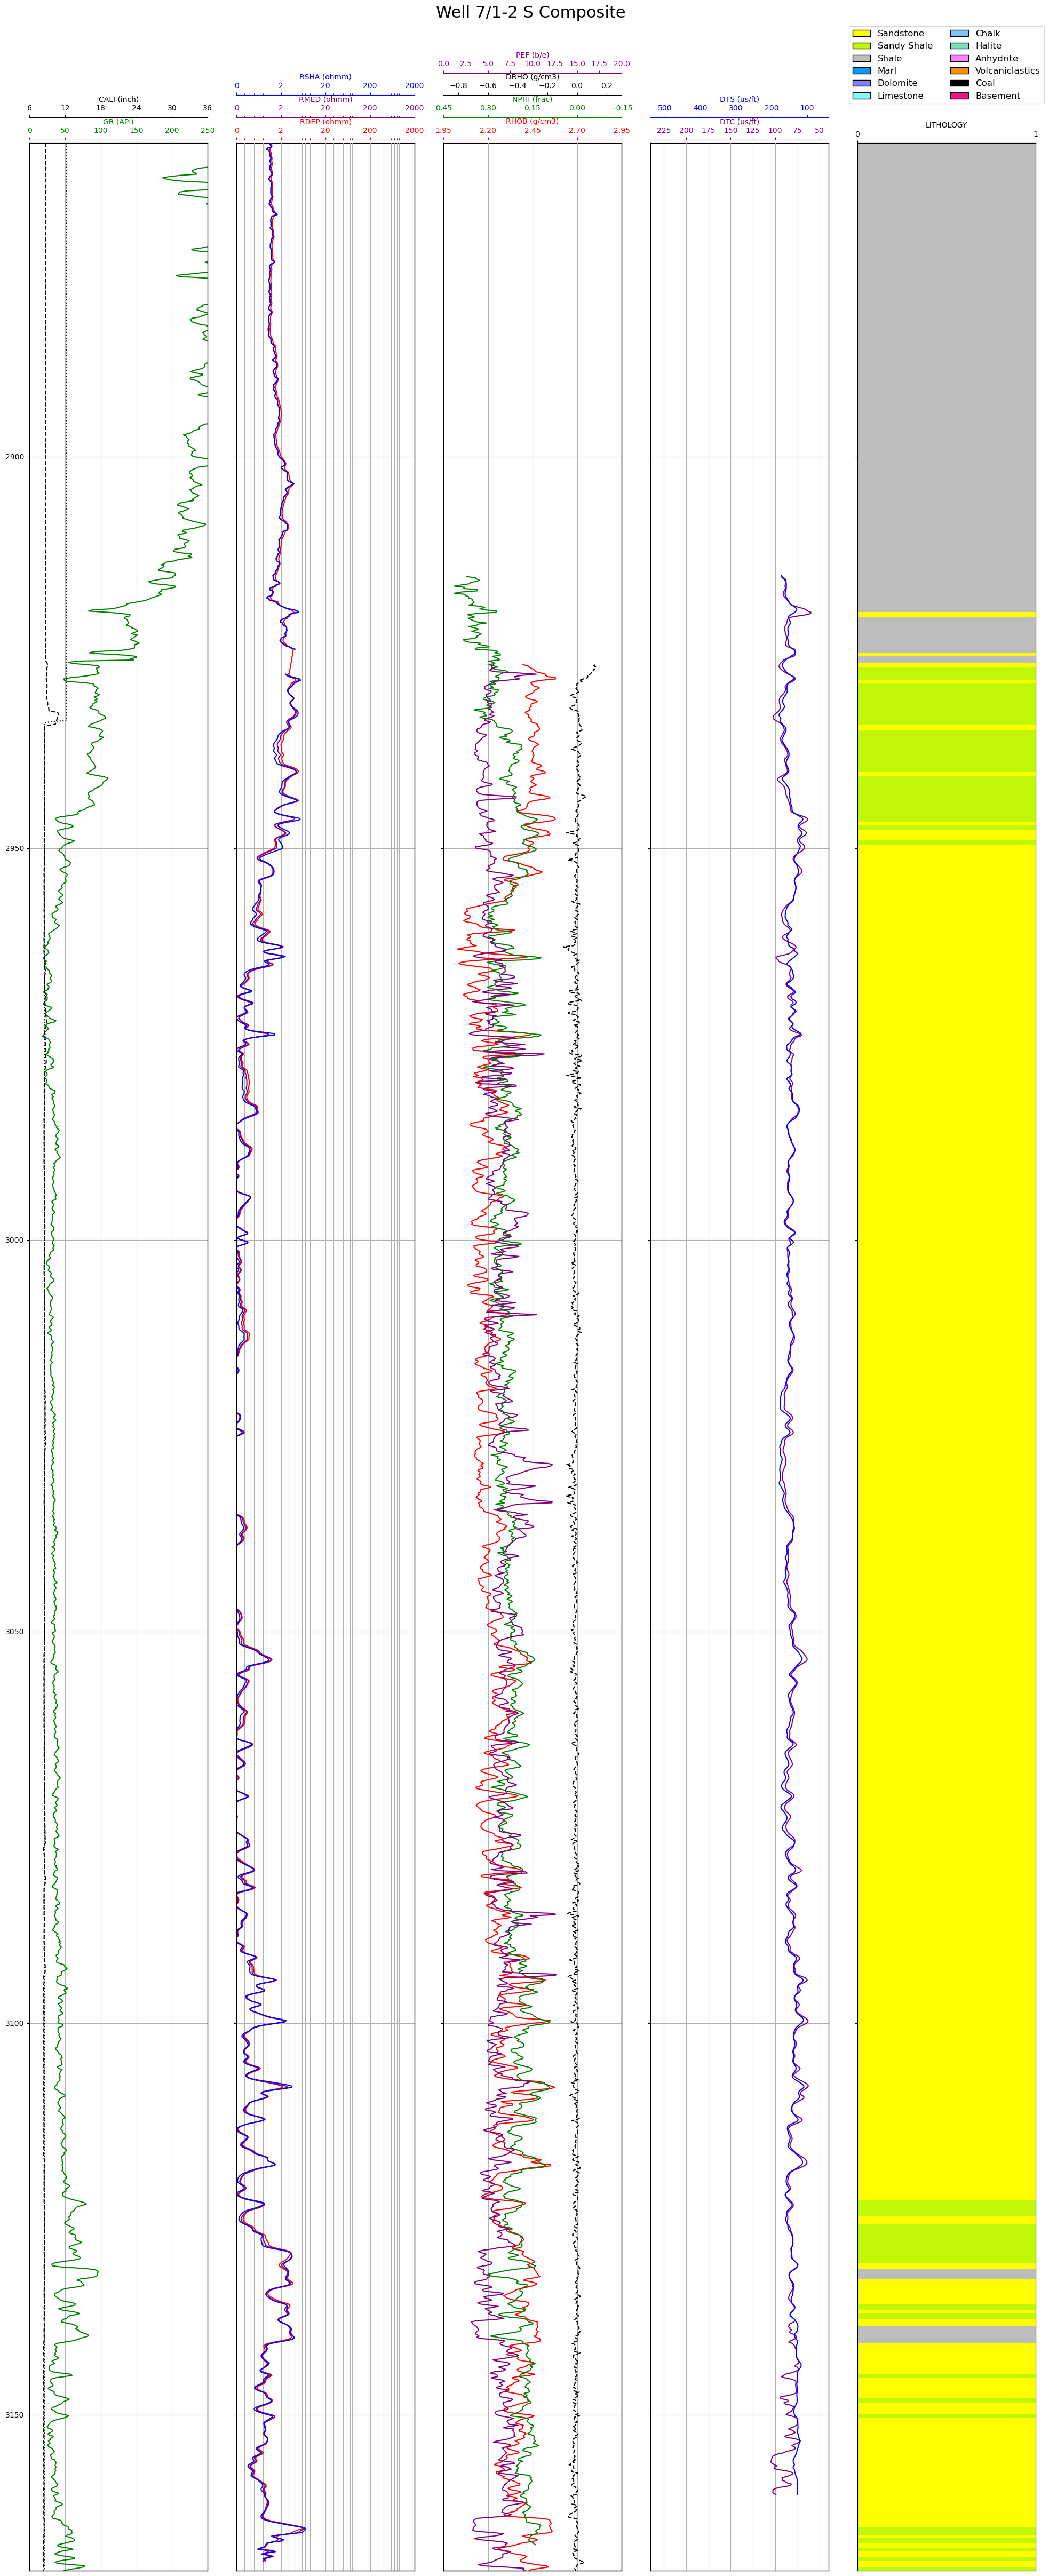 Well 7/1-2 S Composite
Sandstone Chalk
Sandy Shale Halite
Shale Anhydrite
Marl Volcaniclastics
Dolomite Coal
Limestone Basement
PEF (b/e)
0.0 2.5 5.0 7.5 10.0 12.5 15.0 17.5 20.0
RSHA (ohmm) DRHO (g/cm3)
0 2 20 200 2000 −0.8 −0.6 −0.4 −0.2 0.0 0.2
CALI (inch) RMED (ohmm) NPHI (frac) DTS (us/ft)
6 12 18 24 30 36 0 2 20 200 2000 0.45 0.30 0.15 0.00 −0.15 500 400 300 200 100
GR (API) RDEP (ohmm) RHOB (g/cm3) DTC (us/ft) LITHOLOGY
0 50 100 150 200 250 0 2 20 200 2000 1.95 2.20 2.45 2.70 2.95 225 200 175 150 125 100 75 50 0 1
2900
2950
3000
3050
3100
3150